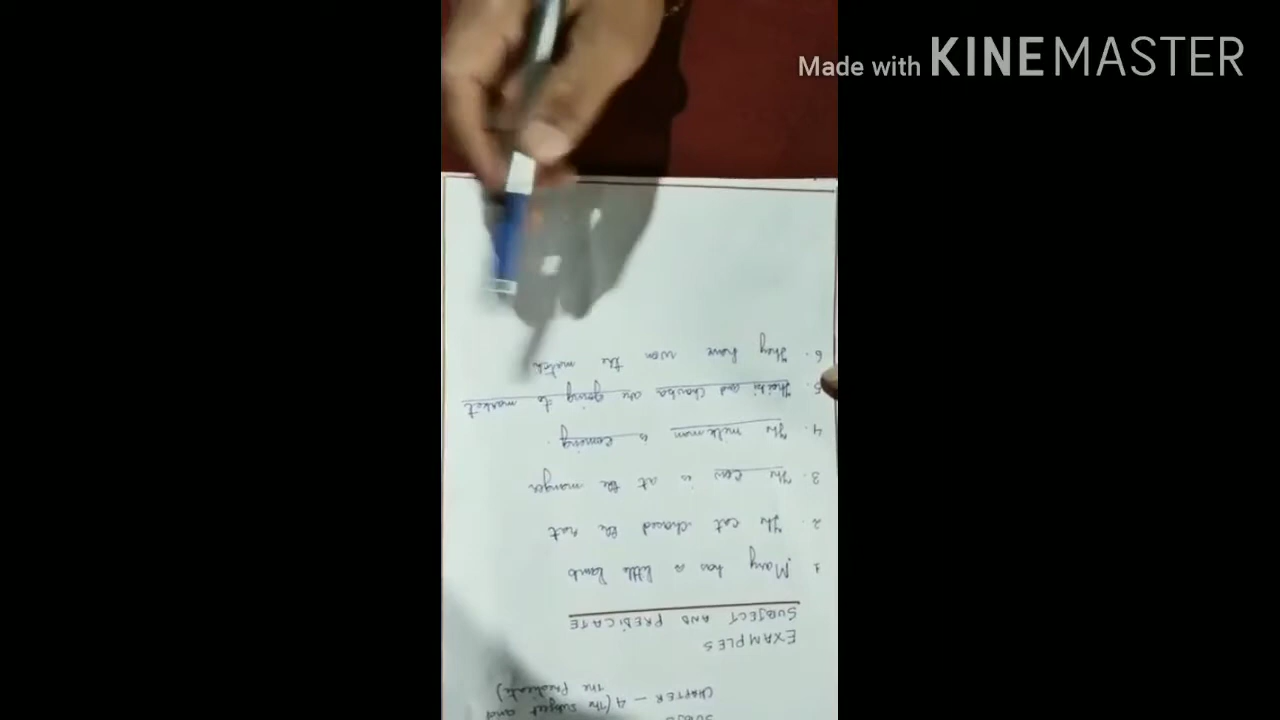 Made with KINEMASTER
SUBJE
CHAPTER - 4 (The subject and
The Predicate)
EXAMPLES
SUBJECT AND PREDICATE
1 Mary has a little lamb
2. The cat chased the rat
3. The cow is at the manger
4. The milkman is coming.
5. and are going to market
6. They have won the match